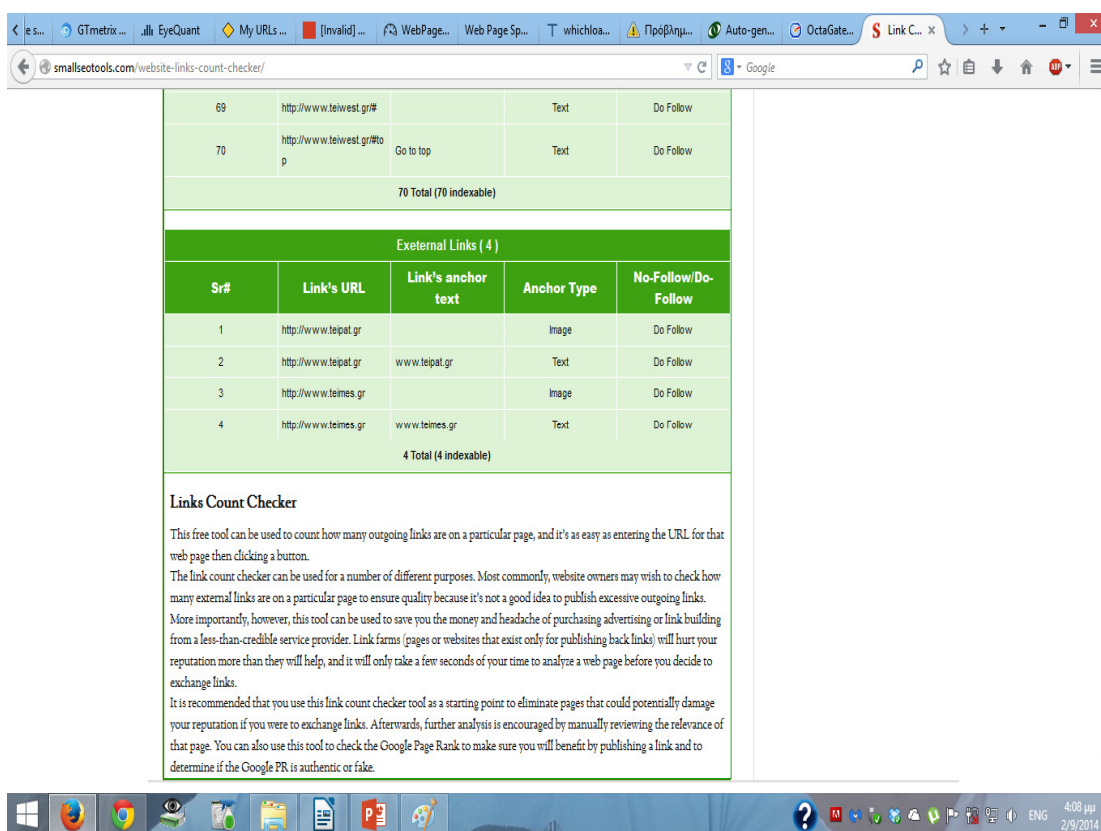 e s... GTmetrix ... EyeQuant My URLs ... [Invalid] ... WebPage... Web Page Sp... whichloa... Πρόβλημ... Auto-gen... OctaGate... Link C...
smallseotools.com/website-links-count-checker/ Google
69 http://www.teiwest.gr/# Text Do Follow
70 http://www.teiwest.gr/#to
p Go to top Text Do Follow
70 Total (70 indexable)
Exeternal Links ( 4 )
Sr# Link's URL Link's anchor
text Anchor Type No-Follow/Do-
Follow
1 http://www.teipat.gr Image Do Follow
2 http://www.teipat.gr www.teipat.gr Text Do Follow
3 http://www.teimes.gr Image Do Follow
4 http://www.teimes.gr www.teimes.gr Text Do Follow
4 Total (4 indexable)
Links Count Checker
This free tool can be used to count how many outgoing links are on a particular page, and it's as easy as entering the URL for that
web page then clicking a button.
The link count checker can be used for a number of different purposes. Most commonly, website owners may wish to check how
many external links are on a particular page to ensure quality because it's not a good idea to publish excessive outgoing links.
More importantly, however, this tool can be used to save you the money and headache of purchasing advertising or link building
from a less-than-credible service provider. Link farms (pages or websites that exist only for publishing back links) will hurt your
reputation more than they will help, and it will only take a few seconds of your time to analyze a web page before you decide to
exchange links.
It is recommended that you use this link count checker tool as a starting point to eliminate pages that could potentially damage
your reputation if you were to exchange links. Afterwards, further analysis is encouraged by manually reviewing the relevance of
that page. You can also use this tool to check the Google Page Rank to make sure you will benefit by publishing a link and to
determine if the Google PR is authentic or fake.
ENG 4:08 μμ
2/9/2014